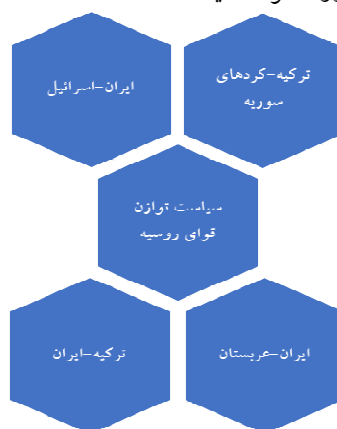 ترکیه-کردهای
سوریه
ایران-اسرائیل
سیاست توازن
قوای روسیه
ایران-عربستان
ترکیه-ایران